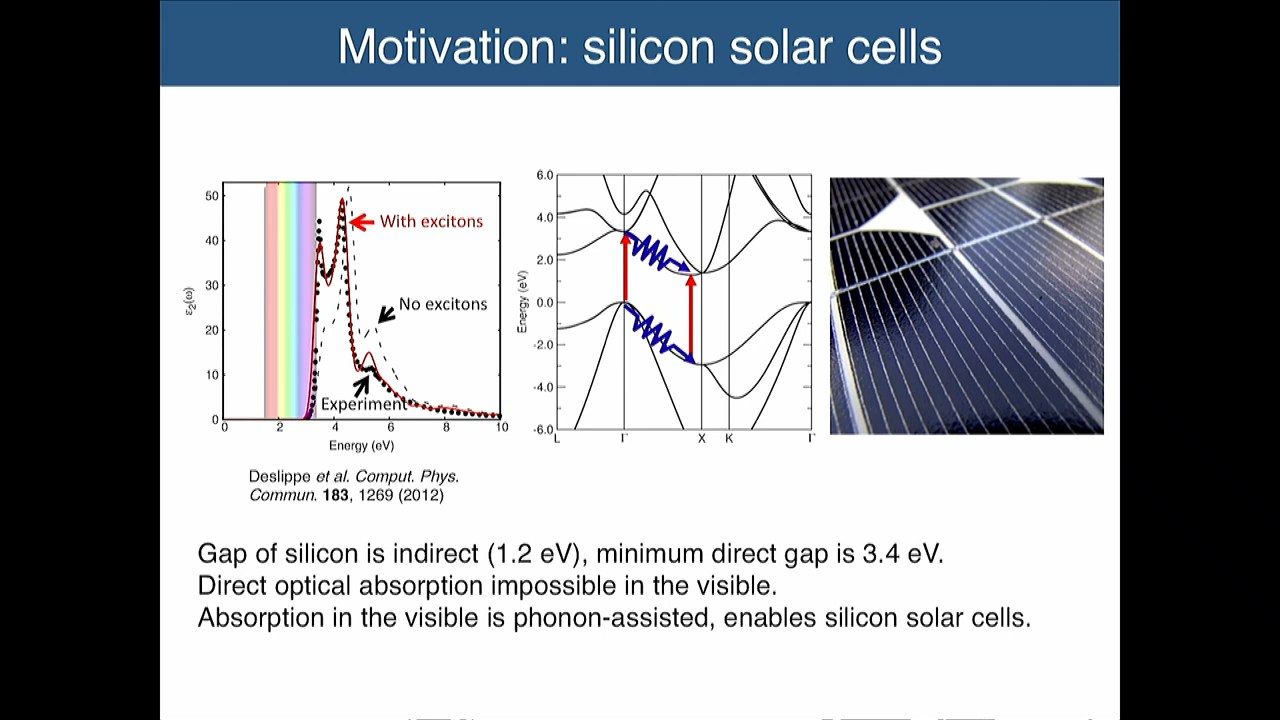 Motivation: silicon solar cells
50
40
30
20
10
0
ε₂(ω)
With excitons
No excitons
Experiment
0 2 4 6 8 10
Energy (eV)
6.0
4.0
2.0
0.0
-2.0
-4.0
-6.0
Energy (eV)
L Γ X K Γ
Deslippe et al. Comput. Phys.
Commun. 183, 1269 (2012)
Gap of silicon is indirect (1.2 eV), minimum direct gap is 3.4 eV.
Direct optical absorption impossible in the visible.
Absorption in the visible is phonon-assisted, enables silicon solar cells.